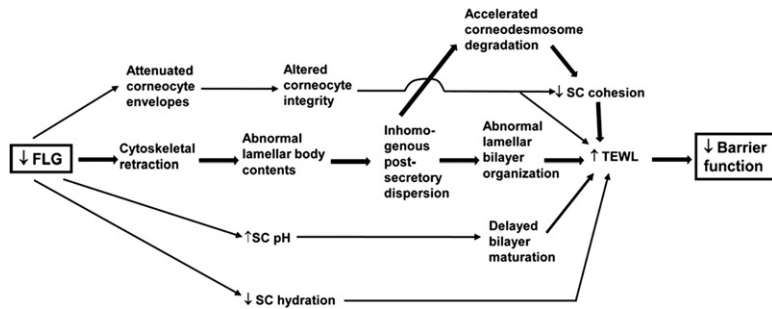 Accelerated
corneodesmosome
degradation
Attenuated
corneocyte
envelopes
Altered
corneocyte
integrity
↓ SC cohesion
↓ FLG
Cytoskeletal
retraction
Abnormal
lamellar body
contents
Inhomo-
genous
post-
secretory
dispersion
Abnormal
lamellar
bilayer
organization
↑ TEWL
↓ Barrier
function
↑SC pH
Delayed
bilayer
maturation
↓ SC hydration